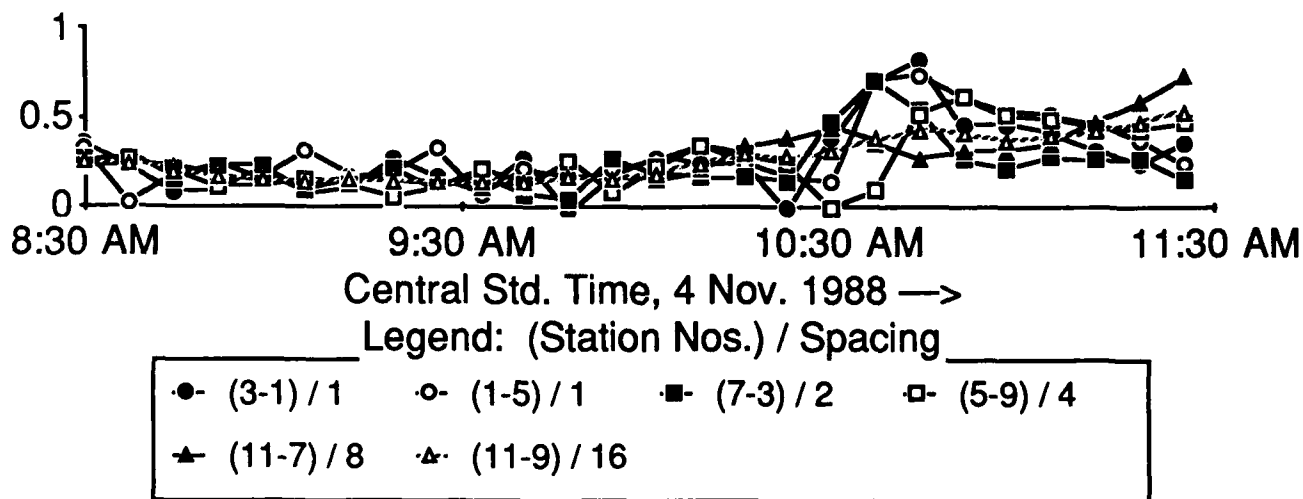 1
0.5
0
8:30 AM 9:30 AM 10:30 AM 11:30 AM
Central Std. Time, 4 Nov. 1988 —>
Legend: (Station Nos.) / Spacing
(3-1) / 1 (1-5) / 1 (7-3) / 2 (5-9) / 4
(11-7) / 8 (11-9) / 16